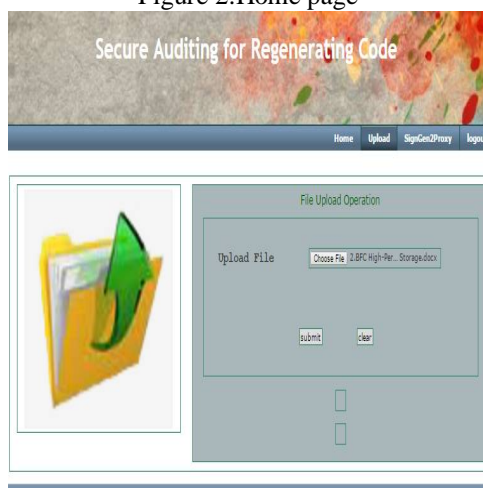 Figure 2.Home page
Secure Auditing for Regenerating Code
Home Upload SignGen2Proxy logou
File Upload Operation
Upload File Choose File 2.BFC High-Per... Storage.docx
submit clear